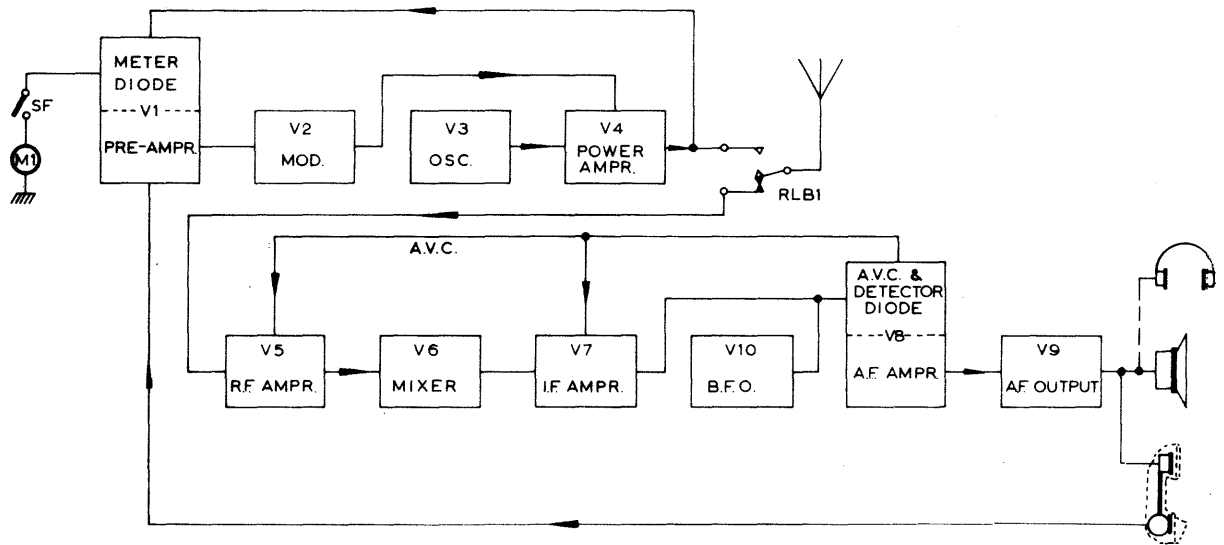 METER
DIODE
V1
PRE-AMPR.
SF
M1
V2
MOD.
V3
OSC.
V4
POWER
AMPR.
RLB1
A.V.C.
A.V.C. &
DETECTOR
DIODE
V8
A.F. AMPR.
V5
R.F. AMPR.
V6
MIXER
V7
I.F. AMPR.
V10
B.F.O.
V9
A.F. OUTPUT